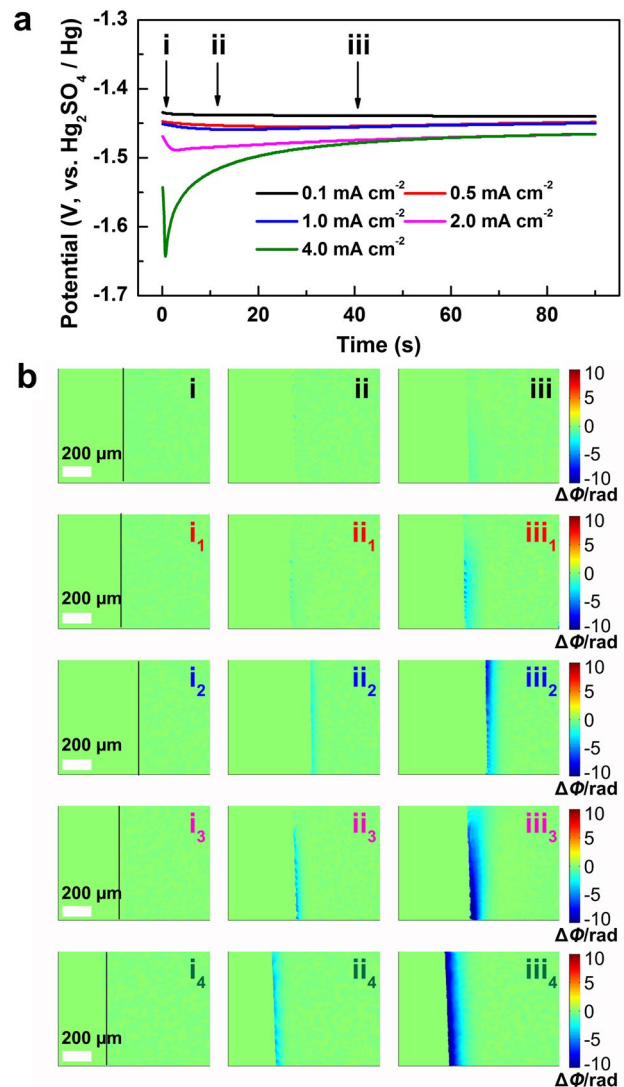 a
-1.3
-1.4
-1.5
-1.6
-1.7
Potential (V, vs. Hg₂SO₄ / Hg)
i ii iii
0.1 mA cm⁻² 0.5 mA cm⁻²
1.0 mA cm⁻² 2.0 mA cm⁻²
4.0 mA cm⁻²
0 20 40 60 80
Time (s)
b
i ii iii
200 μm
10
5
0
-5
-10
ΔΦ/rad
i₁ ii₁ iii₁
200 μm
10
5
0
-5
-10
ΔΦ/rad
i₂ ii₂ iii₂
200 μm
10
5
0
-5
-10
ΔΦ/rad
i₃ ii₃ iii₃
200 μm
10
5
0
-5
-10
ΔΦ/rad
i₄ ii₄ iii₄
200 μm
10
5
0
-5
-10
ΔΦ/rad